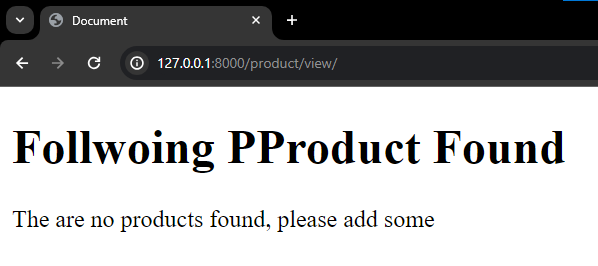 Document
127.0.0.1:8000/product/view/
Follwoing PProduct Found
The are no products found, please add some